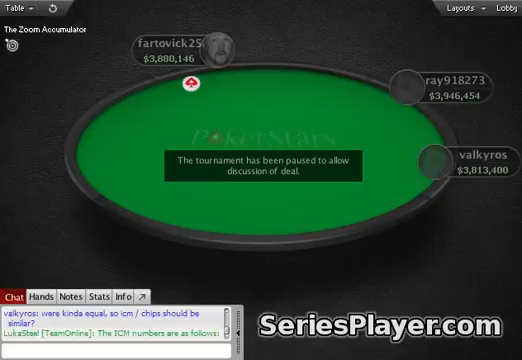 Table
Layouts
Lobby
The Zoom Accumulator
fartovick25
$3,880,146
ray918273
$3,946,454
PokerStars
valkyros
$3,813,400
The tournament has been paused to allow
discussion of deal.
Chat Hands Notes Stats Info
valkyros: were kinda equal, so icm / chips should be
similar?
LukaSteel [TeamOnline]: The ICM numbers are as follows:
SeriesPlayer.com